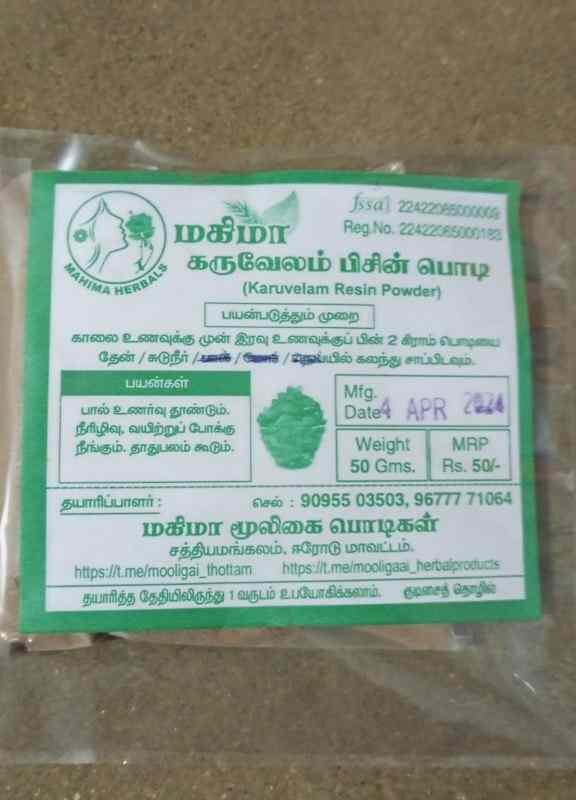 fssai 22422065000009
Reg.No. 22422065000183
MAHIMA HERBALS
மகிமா
கருவேலம் பிசின் பொடி
(Karuvelam Resin Powder)
பயன்படுத்தும் முறை
காலை உணவுக்கு முன் இரவு உணவுக்குப் பின் 2 கிராம் பொடியை
தேன் / சுடுநீர் / பால் / மோர் / யில் கலந்து சாப்பிடவும்.
பயன்கள்
பால் உணர்வு தூண்டும்.
நீரிழிவு, வயிற்றுப் போக்கு
நீங்கும். தாதுபலம் கூடும்.
Mfg.
Date 4 APR 2024
Weight
50 Gms.
MRP
Rs. 50/-
தயாரிப்பாளர் : செல் : 90955 03503, 96777 71064
மகிமா மூலிகை பொடிகள்
சத்தியமங்கலம், ஈரோடு மாவட்டம்.
https://t.me/mooligai_thottam https://t.me/mooligaai_herbalproducts
தயாரித்த தேதியிலிருந்து 1 வருடம் உபயோகிக்கலாம். குடிசைத் தொழில்